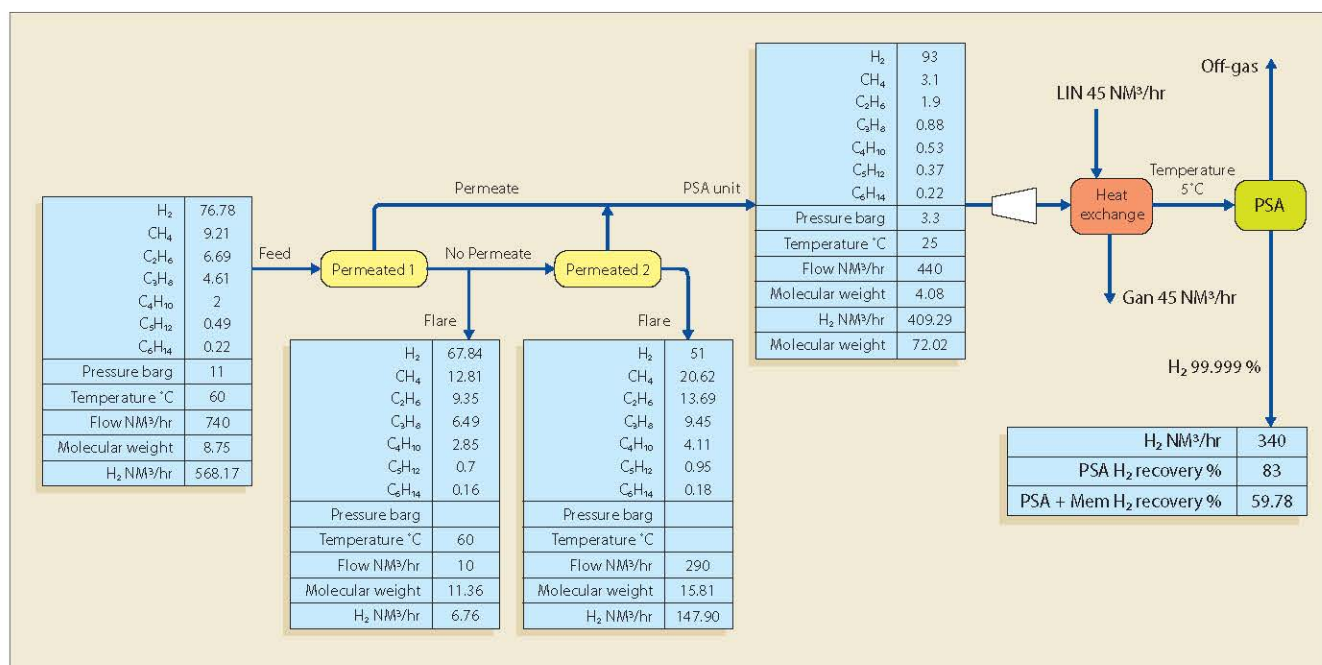 H₂ 76.78
CH₄ 9.21
C₂H₆ 6.69
C₃H₈ 4.61
C₄H₁₀ 2
C₅H₁₂ 0.49
C₆H₁₄ 0.22
Pressure barg 11
Temperature °C 60
Flow NM³/hr 740
Molecular weight 8.75
H₂ NM³/hr 568.17
Feed
Permeated 1
Permeate
No Permeate
Permeated 2
PSA unit
Flare
H₂ 67.84
CH₄ 12.81
C₂H₆ 9.35
C₃H₈ 6.49
C₄H₁₀ 2.85
C₅H₁₂ 0.7
C₆H₁₄ 0.16
Pressure barg
Temperature °C 60
Flow NM³/hr 10
Molecular weight 11.36
H₂ NM³/hr 6.76
Flare
H₂ 51
CH₄ 20.62
C₂H₆ 13.69
C₃H₈ 9.45
C₄H₁₀ 4.11
C₅H₁₂ 0.95
C₆H₁₄ 0.18
Pressure barg
Temperature °C
Flow NM³/hr 290
Molecular weight 15.81
H₂ NM³/hr 147.90
H₂ 93
CH₄ 3.1
C₂H₆ 1.9
C₃H₈ 0.88
C₄H₁₀ 0.53
C₅H₁₂ 0.37
C₆H₁₄ 0.22
Pressure barg 3.3
Temperature °C 25
Flow NM³/hr 440
Molecular weight 4.08
H₂ NM³/hr 409.29
Molecular weight 72.02
LIN 45 NM³/hr
Heat
exchange
Gan 45 NM³/hr
Temperature
5°C
Off-gas
PSA
H₂ 99.999 %
H₂ NM³/hr 340
PSA H₂ recovery % 83
PSA + Mem H₂ recovery % 59.78